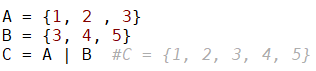 A = {1, 2 , 3}
B = {3, 4, 5}
C = A | B  #C = {1, 2, 3, 4, 5}